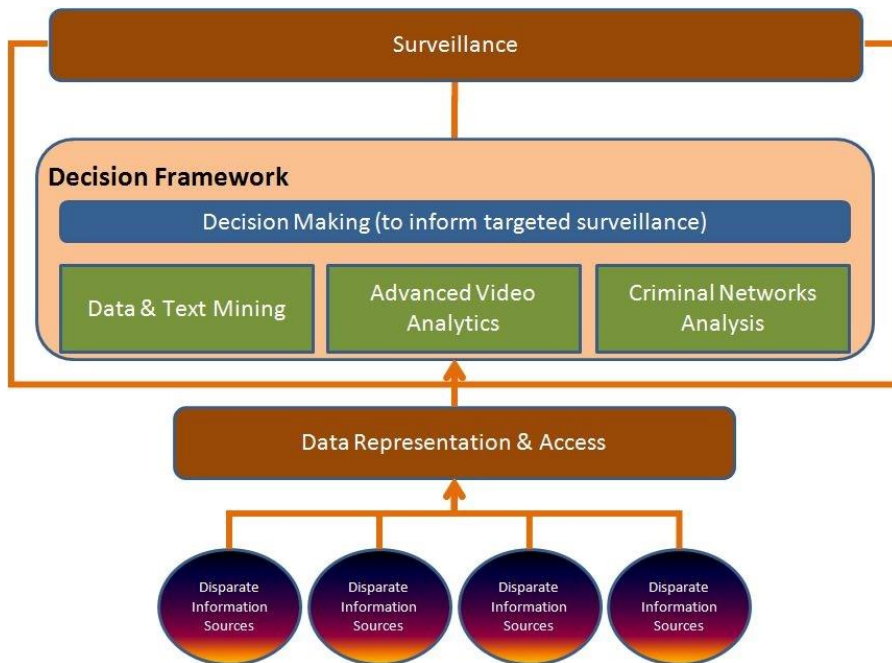 Surveillance
Decision Framework
Decision Making (to inform targeted surveillance)
Data & Text Mining
Advanced Video
Analytics
Criminal Networks
Analysis
Data Representation & Access
Disparate
Information
Sources
Disparate
Information
Sources
Disparate
Information
Sources
Disparate
Information
Sources